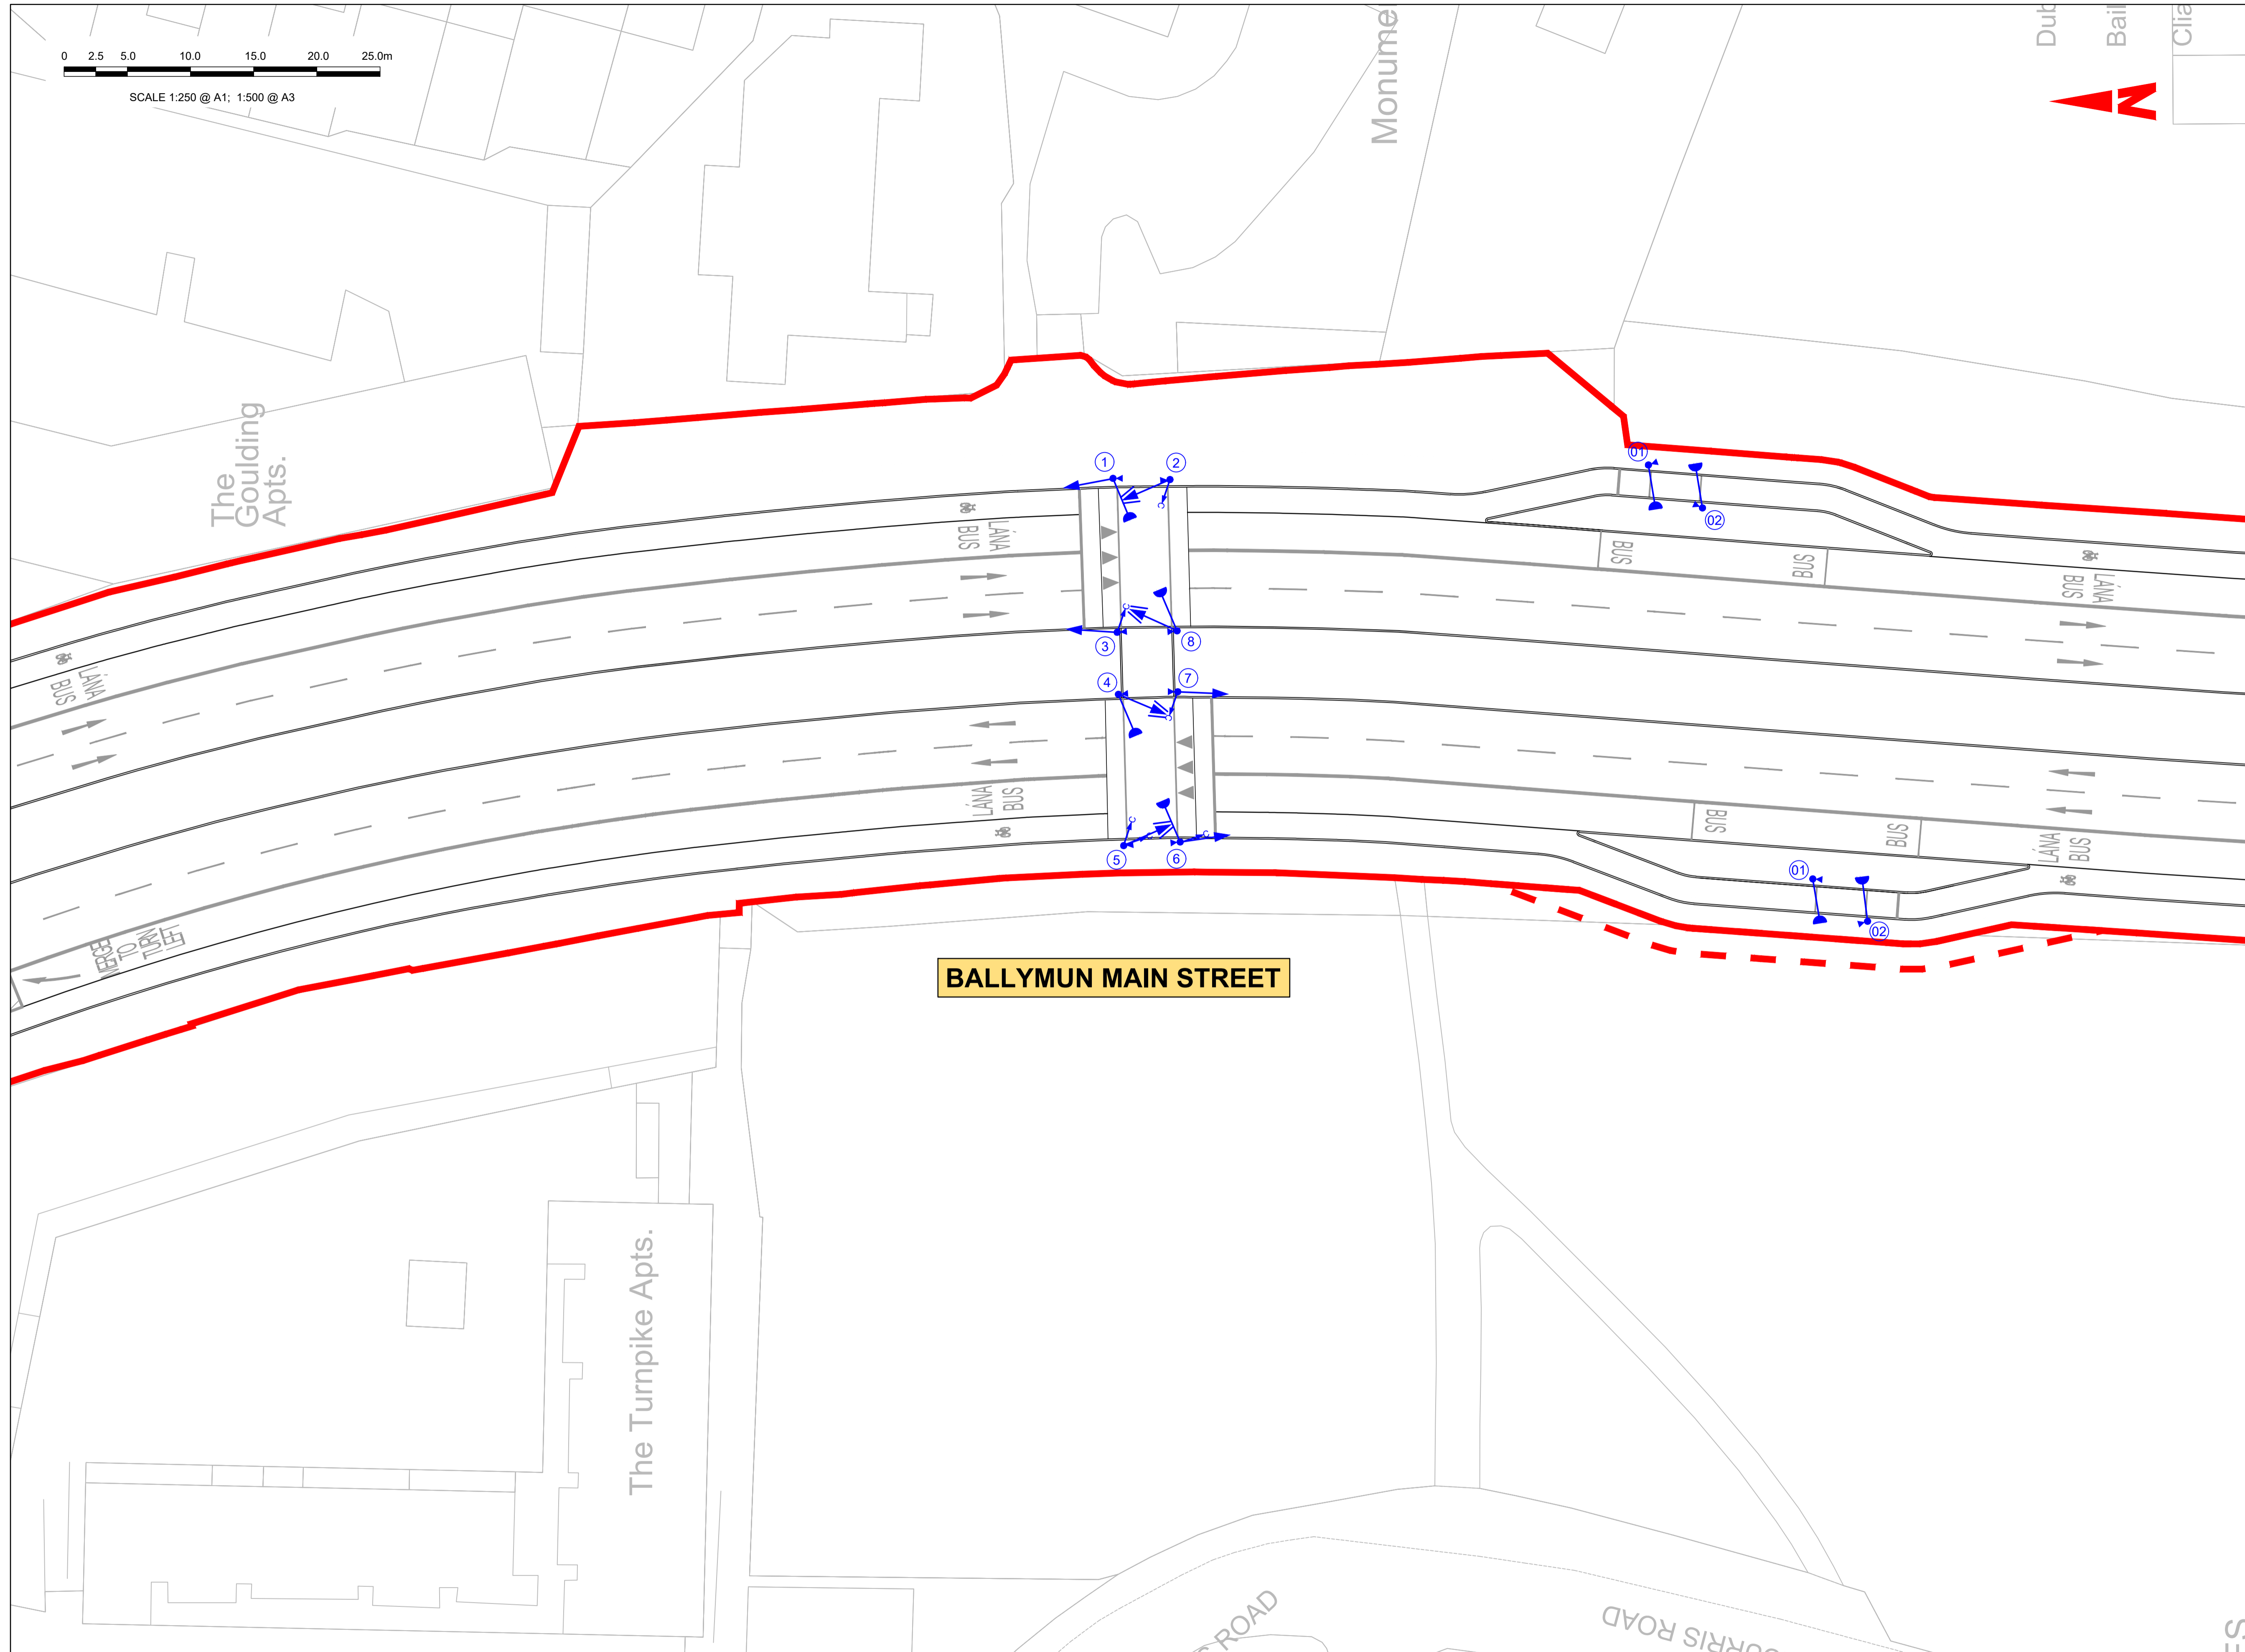 0 2.5 5.0 10.0 15.0 20.0 25.0m
SCALE 1:250 @ A1; 1:500 @ A3
N
The
Goulding
Apts.
1
2
3
8
4
7
5
6
01
02
01
02
LÁNA
BUS
LÁNA
BUS
BUS
BUS
LÁNA
BUS
LÁNA
BUS
BUS
BUS
LÁNA
BUS
MERGE
TO
TURN
LEFT
C
C
C
C
C
C
BALLYMUN MAIN STREET
The Turnpike Apts.
ROAD
ROAD